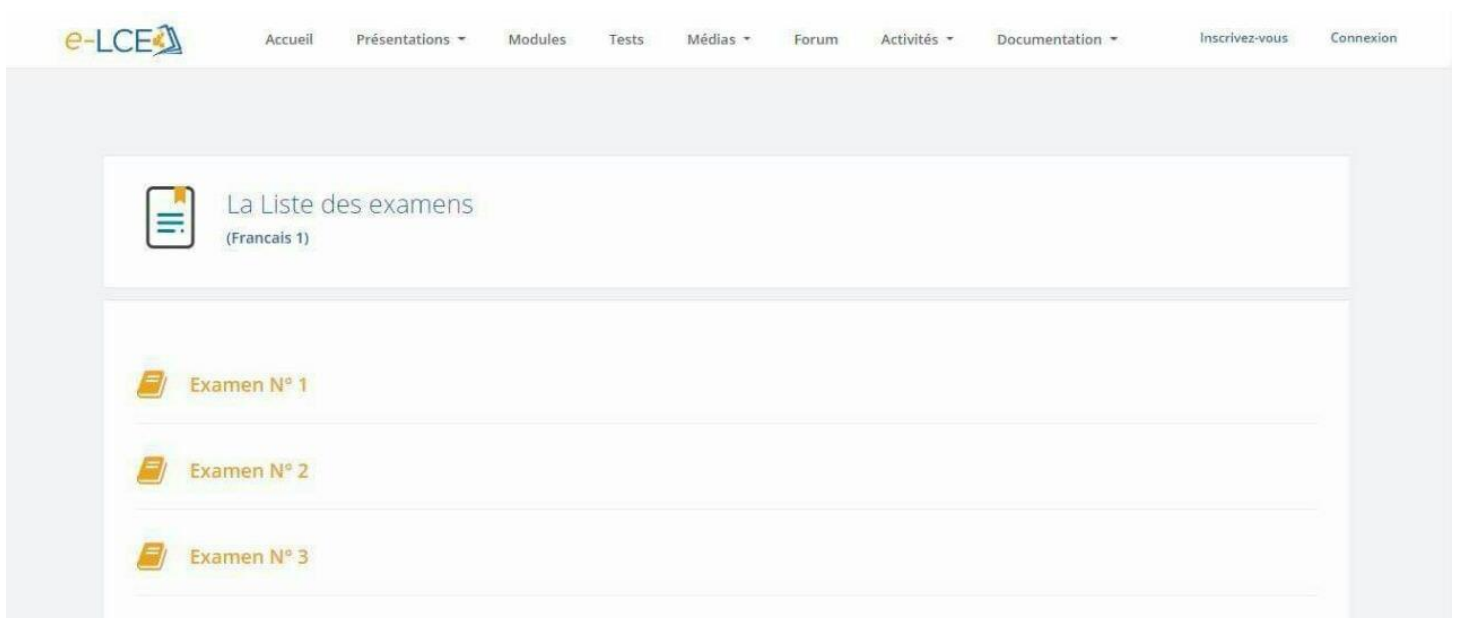 e-LCE Accueil Présentations Modules Tests Médias Forum Activités Documentation Inscrivez-vous Connexion
La Liste des examens
(Francais 1)
Examen N° 1
Examen N° 2
Examen N° 3